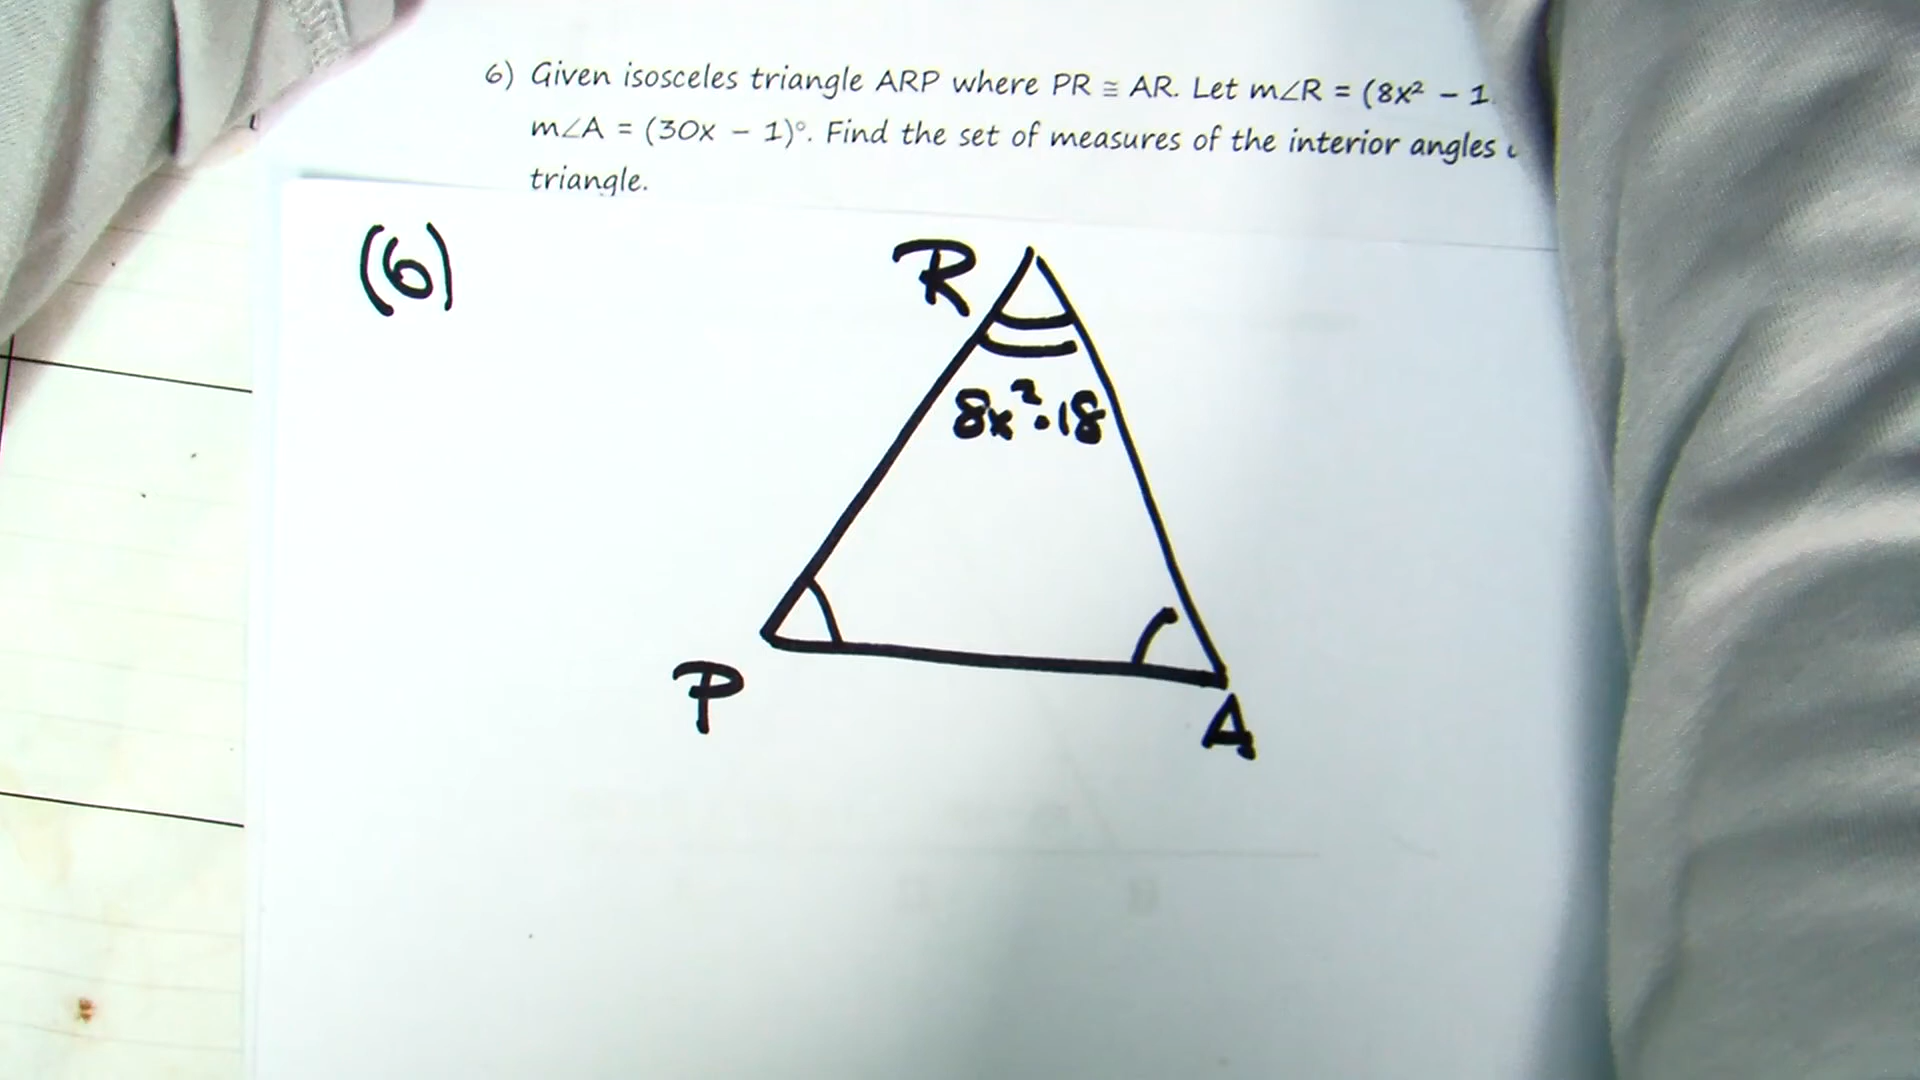 6) Given isosceles triangle ARP where PR ≅ AR. Let m∠R = (8x² − 1
m∠A = (30x − 1)°. Find the set of measures of the interior angles
triangle.
(6)
R
8x²-18
P
A